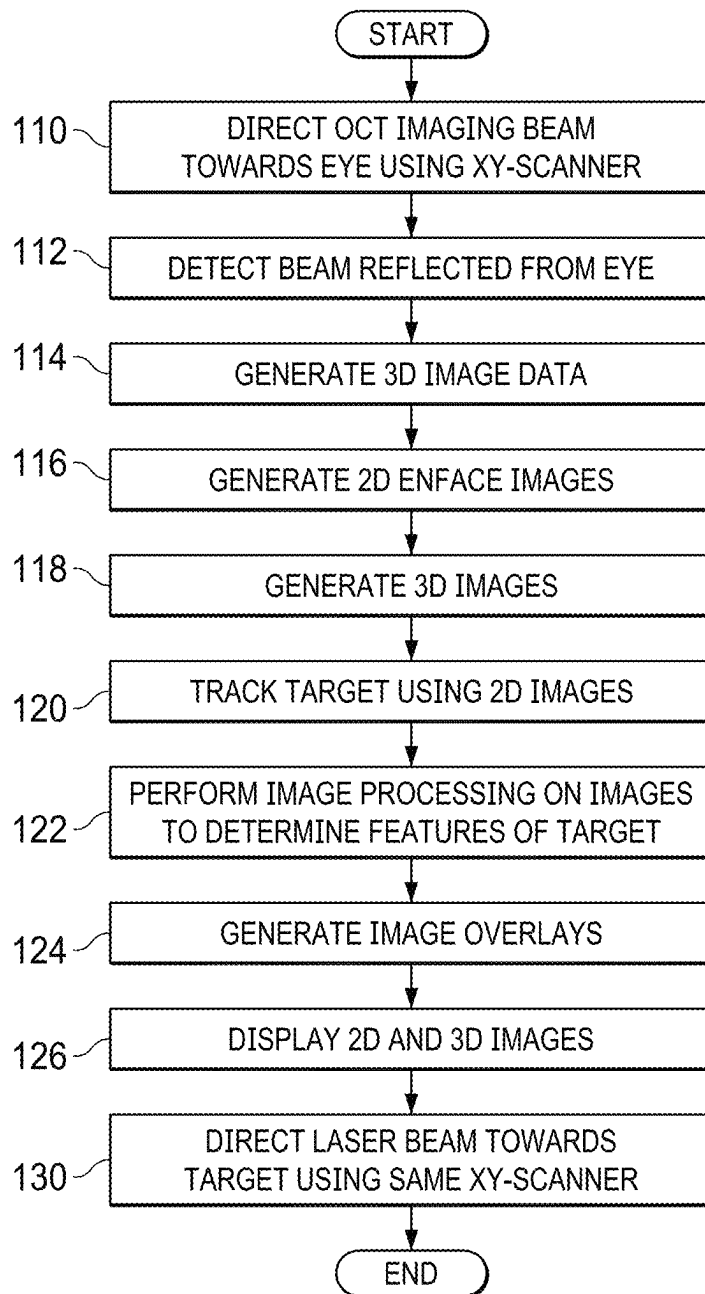 START
110
DIRECT OCT IMAGING BEAM
TOWARDS EYE USING XY-SCANNER
112
DETECT BEAM REFLECTED FROM EYE
114
GENERATE 3D IMAGE DATA
116
GENERATE 2D ENFACE IMAGES
118
GENERATE 3D IMAGES
120
TRACK TARGET USING 2D IMAGES
122
PERFORM IMAGE PROCESSING ON IMAGES
TO DETERMINE FEATURES OF TARGET
124
GENERATE IMAGE OVERLAYS
126
DISPLAY 2D AND 3D IMAGES
130
DIRECT LASER BEAM TOWARDS
TARGET USING SAME XY-SCANNER
END